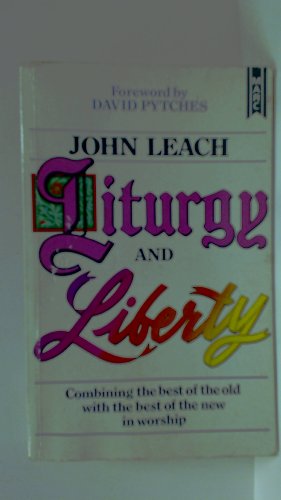 Foreword by
DAVID PYTCHES
MARC
JOHN LEACH
Liturgy
AND
Liberty
Combining the best of the old
with the best of the new
in worship